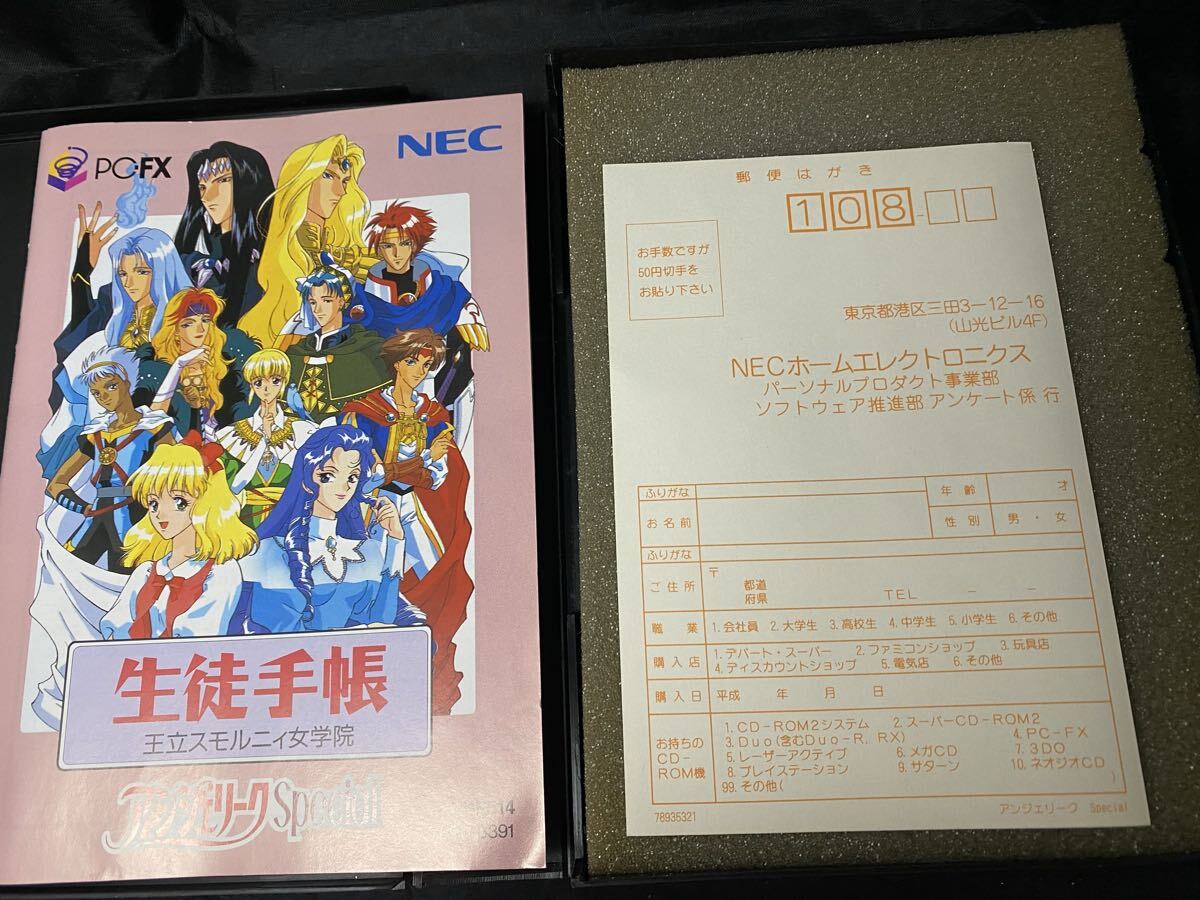 PC-FX
NEC
生徒手帳
王立スモルニィ女学院
アンジェリークSpecial
郵便はがき
108-
お手数ですが
50円切手を
お貼り下さい
東京都港区三田3-12-16
(山光ビル4F)
NECホームエレクトロニクス
パーソナルプロダクト事業部
ソフトウェア推進部 アンケート係 行
ふりがな
お名前
年齢 才
性別 男・女
ふりがな
ご住所 〒 都道
府県 TEL － －
職業 1.会社員 2.大学生 3.高校生 4.中学生 5.小学生 6.その他
購入店 1.デパート・スーパー 2.ファミコンショップ 3.玩具店
4.ディスカウントショップ 5.電気店 6.その他
購入日 平成 年 月 日
お持ちの
CD-
ROM機
1.CD-ROM2システム 2.スーパーCD-ROM2
3.Duo(含むDuo-R, RX) 4.PC-FX
5.レーザーアクティブ 6.メガCD 7.3DO
8.プレイステーション 9.サターン 10.ネオジオCD
99.その他( )
78935321 アンジェリーク Special